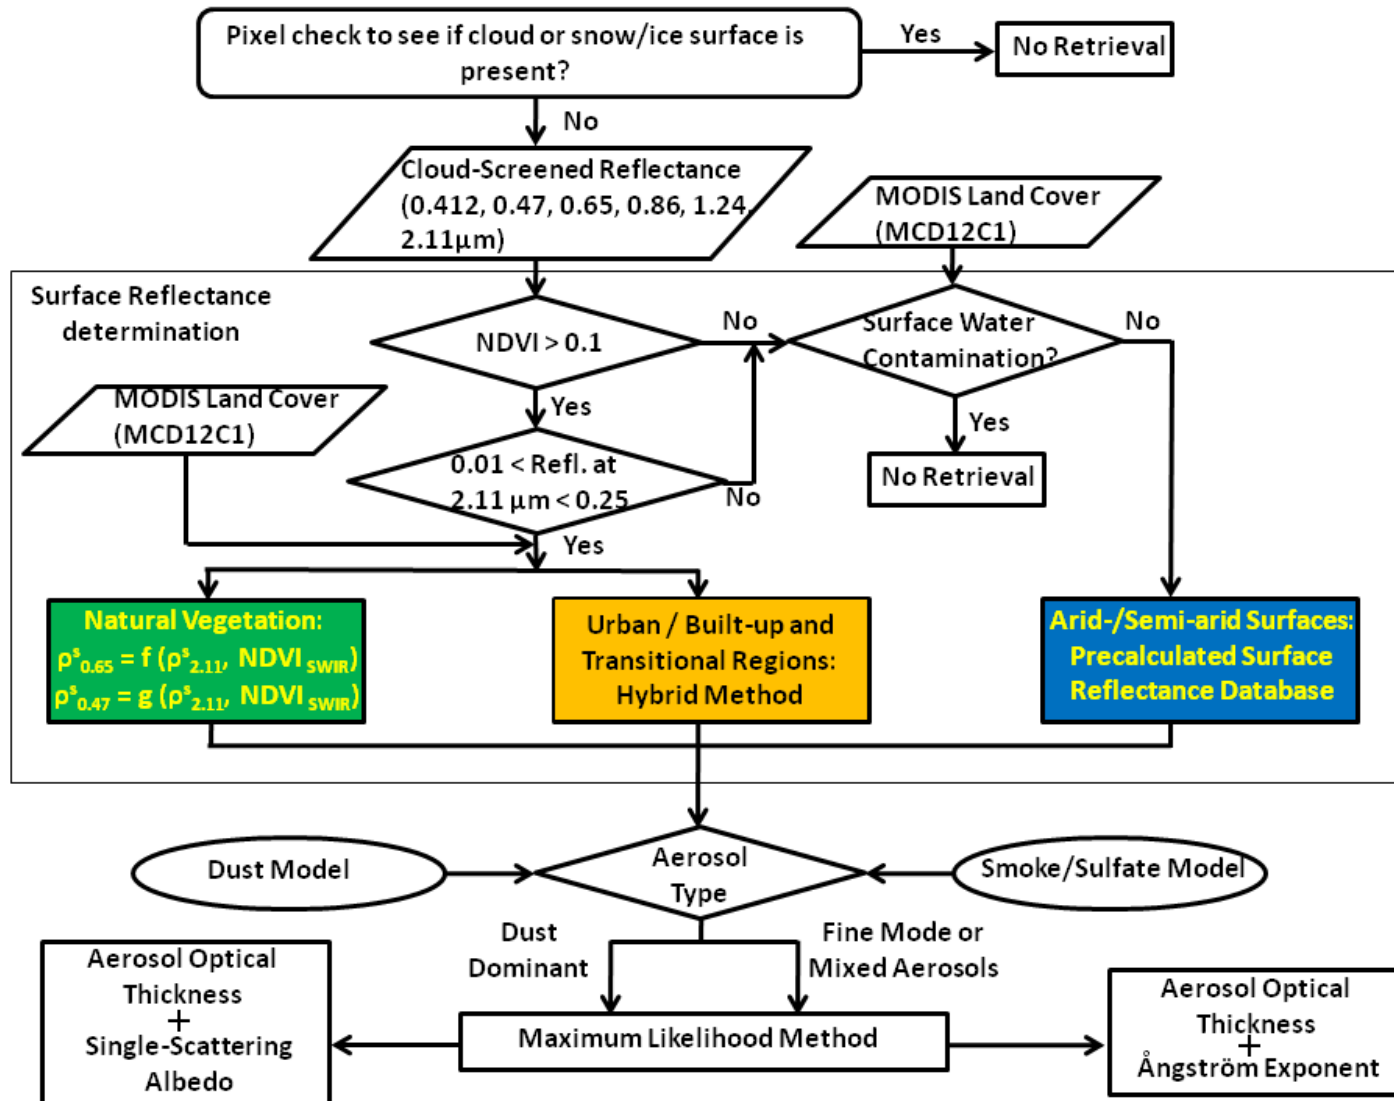 Pixel check to see if cloud or snow/ice surface is
present?
Yes
No Retrieval
No
Cloud-Screened Reflectance
(0.412, 0.47, 0.65, 0.86, 1.24,
2.11µm)
MODIS Land Cover
(MCD12C1)
Surface Reflectance
determination
NDVI > 0.1
No
Surface Water
Contamination?
No
MODIS Land Cover
(MCD12C1)
Yes
Yes
0.01 < Refl. at
2.11 µm < 0.25
No
No Retrieval
Yes
Natural Vegetation:
ρˢ₀.₆₅ = f (ρˢ₂.₁₁, NDVI SWIR)
ρˢ₀.₄₇ = g (ρˢ₂.₁₁, NDVI SWIR)
Urban / Built-up and
Transitional Regions:
Hybrid Method
Arid-/Semi-arid Surfaces:
Precalculated Surface
Reflectance Database
Dust Model
Aerosol
Type
Smoke/Sulfate Model
Dust
Dominant
Fine Mode or
Mixed Aerosols
Aerosol Optical
Thickness
+
Single-Scattering
Albedo
Maximum Likelihood Method
Aerosol Optical
Thickness
+
Ångström Exponent